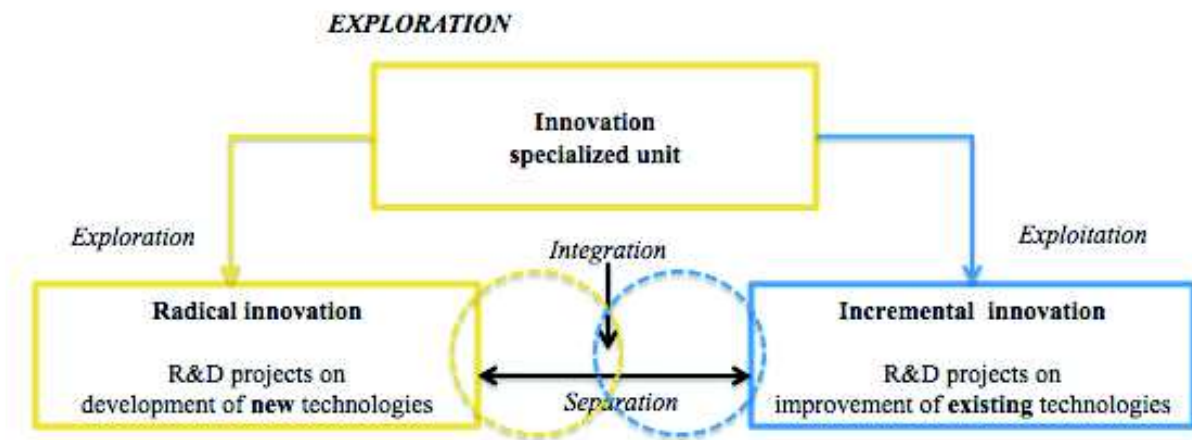 EXPLORATION
Innovation
specialized unit
Exploration
Integration
Exploitation
Radical innovation
R&D projects on
development of new technologies
Separation
Incremental innovation
R&D projects on
improvement of existing technologies